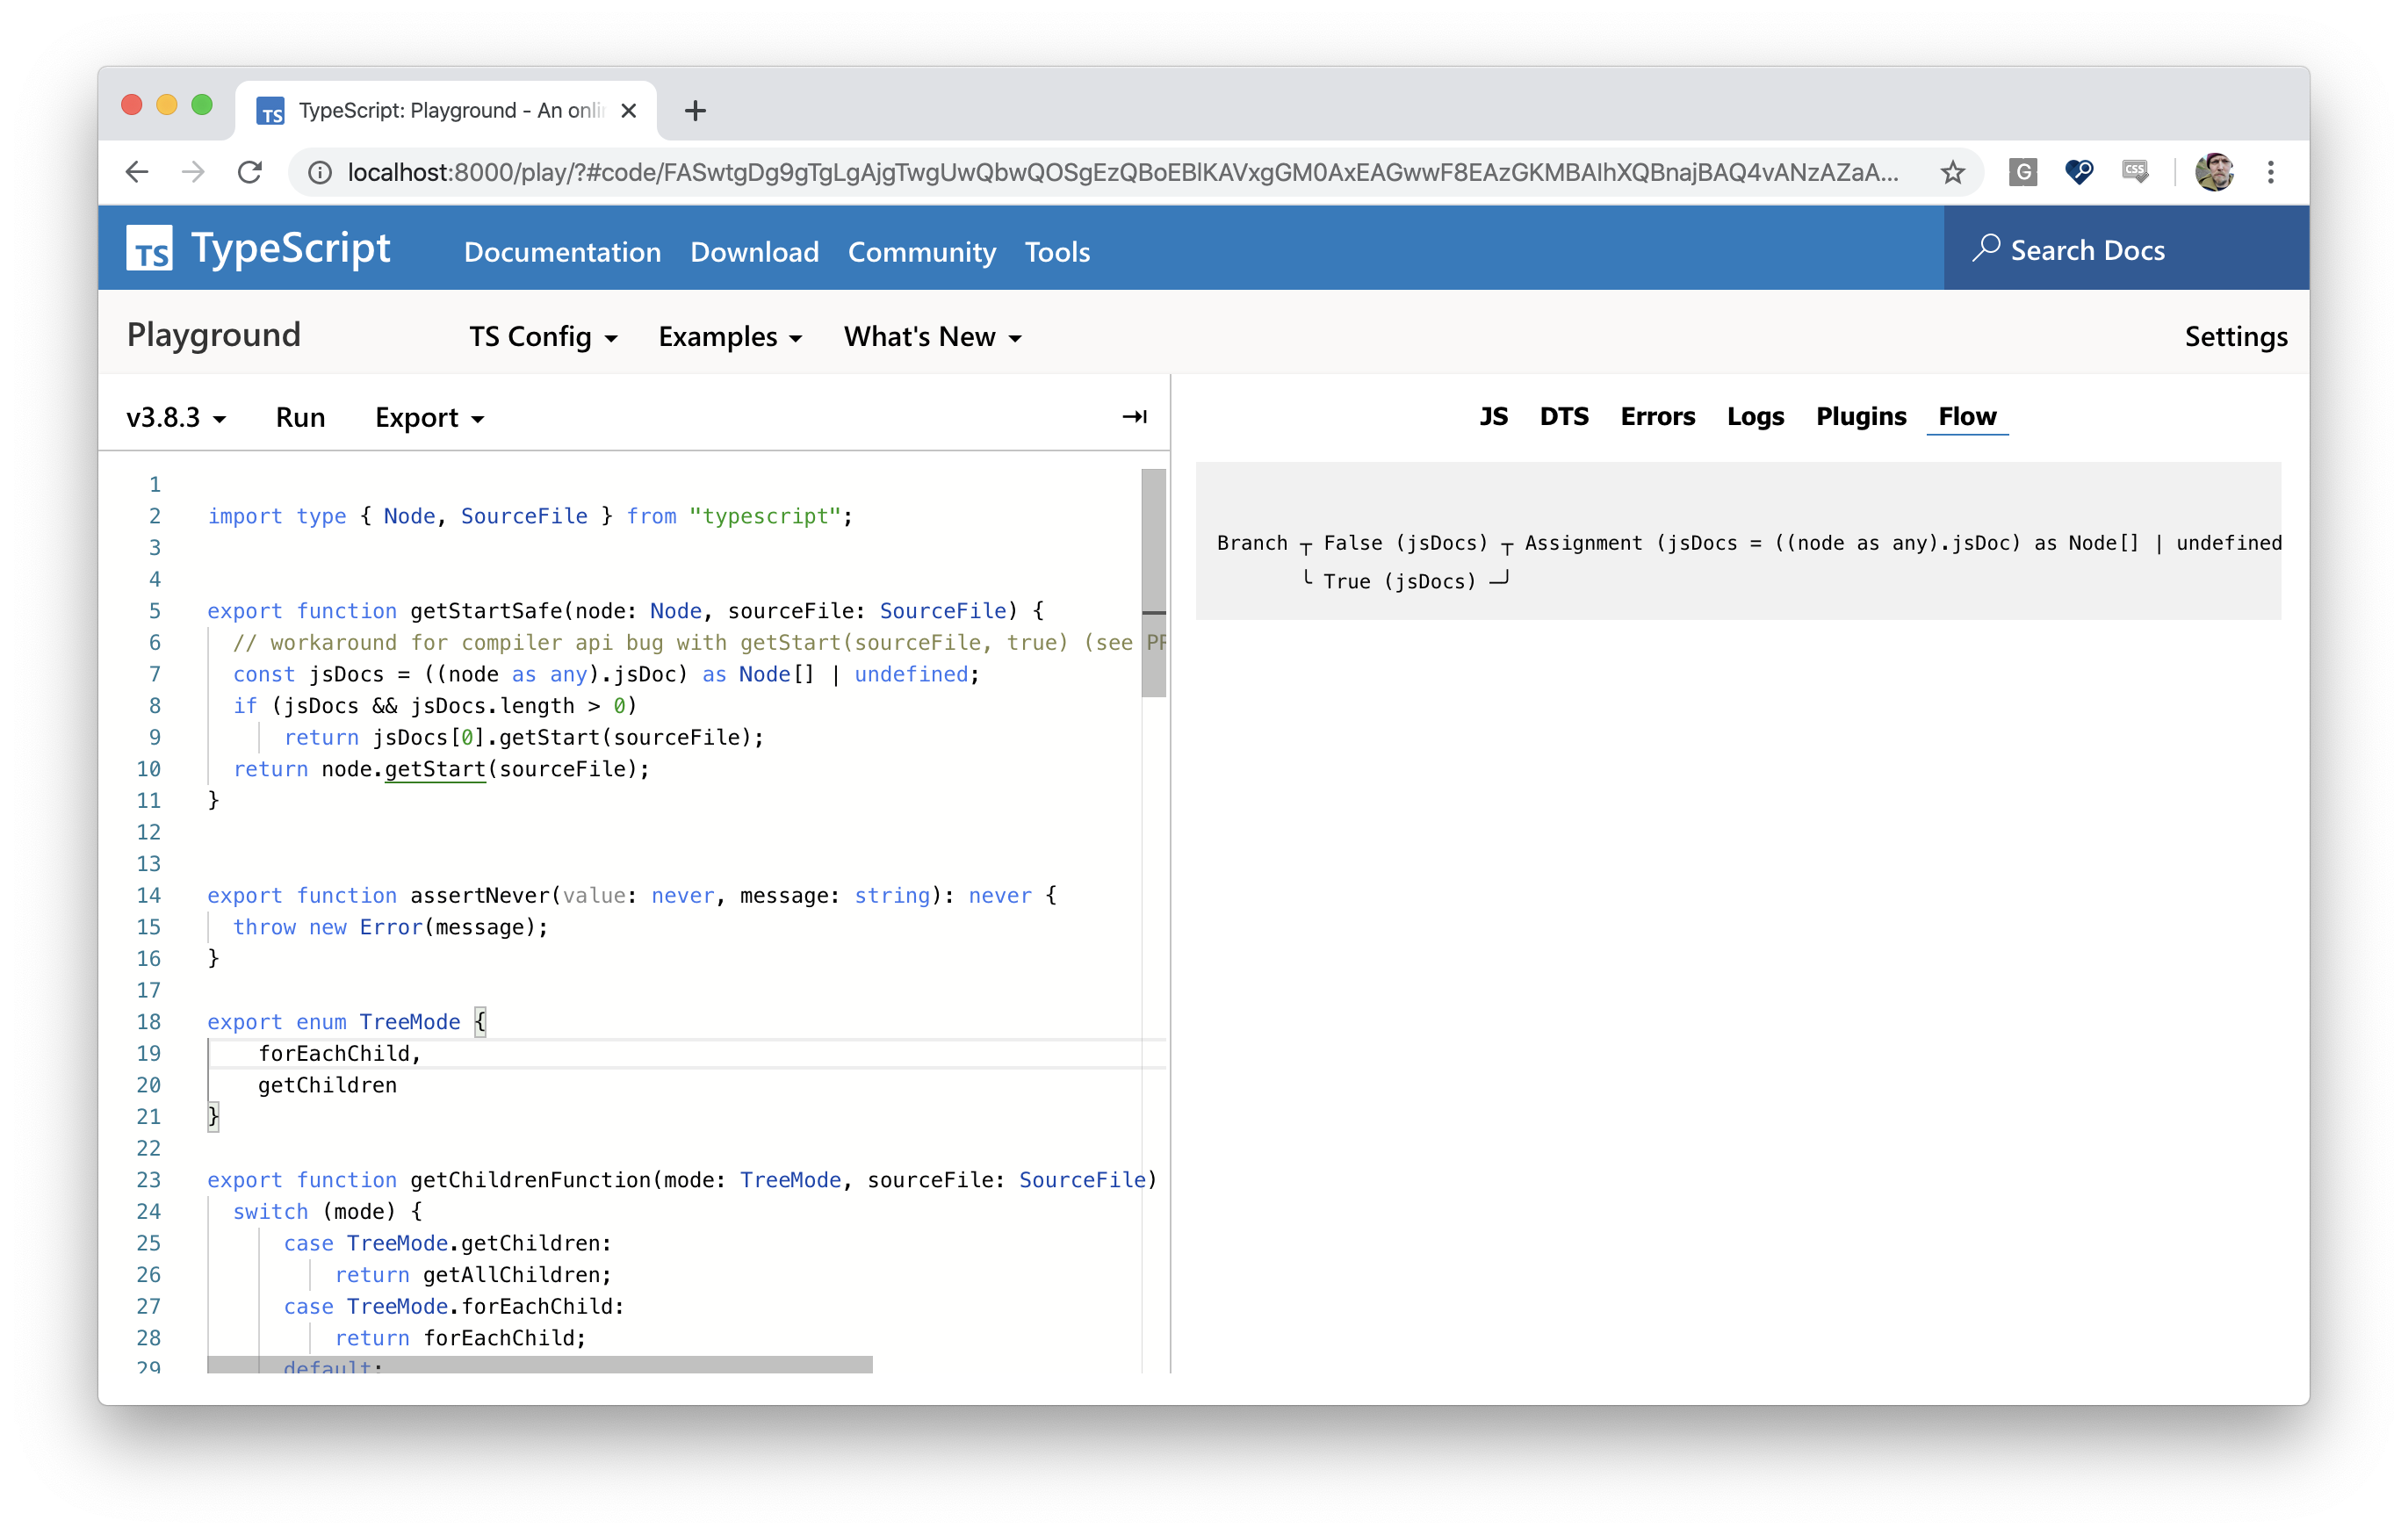 TS TypeScript: Playground - An onli
localhost:8000/play/?#code/FASwtgDg9gTgLgAjgTwgUwQbwQOSgEzQBoEBlKAVxgGM0AxEAGwwF8EAzGKMBAIhXQBnajBAQ4vANzAZaA... G CSS
TS TypeScript Documentation Download Community Tools Search Docs
Playground TS Config Examples What's New Settings
v3.8.3 Run Export JS DTS Errors Logs Plugins Flow
1
2 import type { Node, SourceFile } from "typescript";
3
4
5 export function getStartSafe(node: Node, sourceFile: SourceFile) {
6 // workaround for compiler api bug with getStart(sourceFile, true) (see PR
7 const jsDocs = ((node as any).jsDoc) as Node[] | undefined;
8 if (jsDocs && jsDocs.length > 0)
9 return jsDocs[0].getStart(sourceFile);
10 return node.getStart(sourceFile);
11 }
12
13
14 export function assertNever(value: never, message: string): never {
15 throw new Error(message);
16 }
17
18 export enum TreeMode {
19 forEachChild,
20 getChildren
21 }
22
23 export function getChildrenFunction(mode: TreeMode, sourceFile: SourceFile)
24 switch (mode) {
25 case TreeMode.getChildren:
26 return getAllChildren;
27 case TreeMode.forEachChild:
28 return forEachChild;
29 default:
Branch ┬ False (jsDocs) ┬ Assignment (jsDocs = ((node as any).jsDoc) as Node[] | undefined
╰ True (jsDocs) ─╯